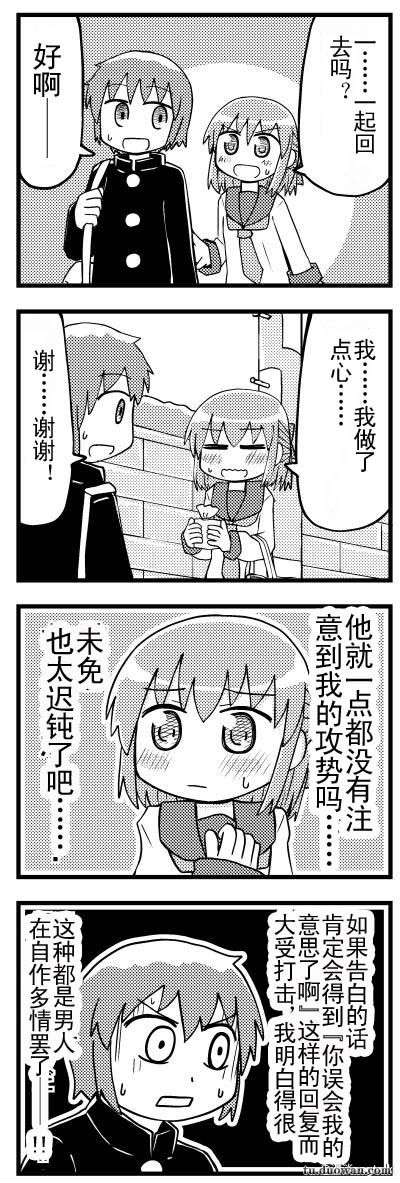 一……一起回
去吗？
好啊——
我……我做了
点心……
谢……谢谢！
他就一点都没有注
意到我的攻势吗……
未免
也太迟钝了吧……
如果告白的话
肯定会得到『你误会我的
意思了啊』这样的回复而
大受打击，我明白得很
这种都是男人
在自作多情罢了——!!
tu.duowan.com